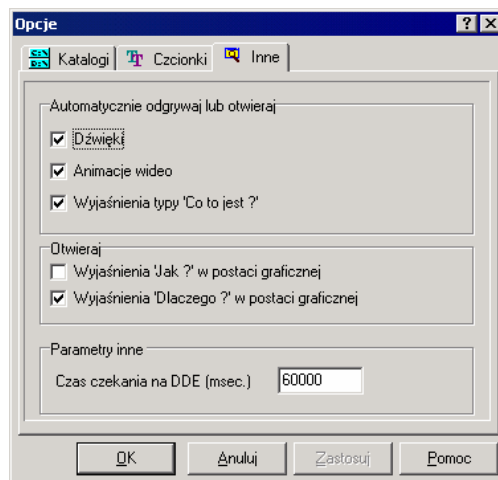 Opcje
Katalogi Czcionki Inne
Automatycznie odgrywaj lub otwieraj
Dźwięki
Animacje wideo
Wyjaśnienia typy 'Co to jest ?'
Otwieraj
Wyjaśnienia 'Jak ?' w postaci graficznej
Wyjaśnienia 'Dlaczego ?' w postaci graficznej
Parametry inne
Czas czekania na DDE (msec.) 60000
OK Anuluj Zastosuj Pomoc